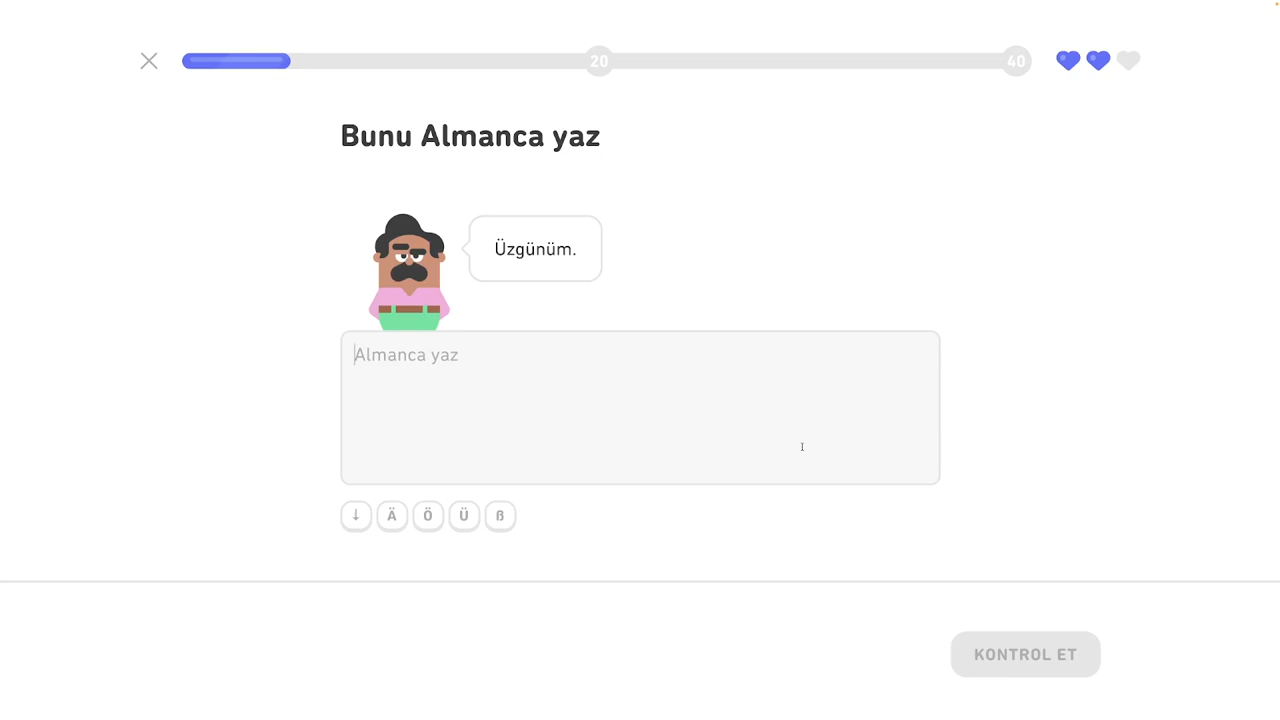 20
40
Bunu Almanca yaz
Üzgünüm.
Almanca yaz
↓ Ä Ö Ü ß
KONTROL ET